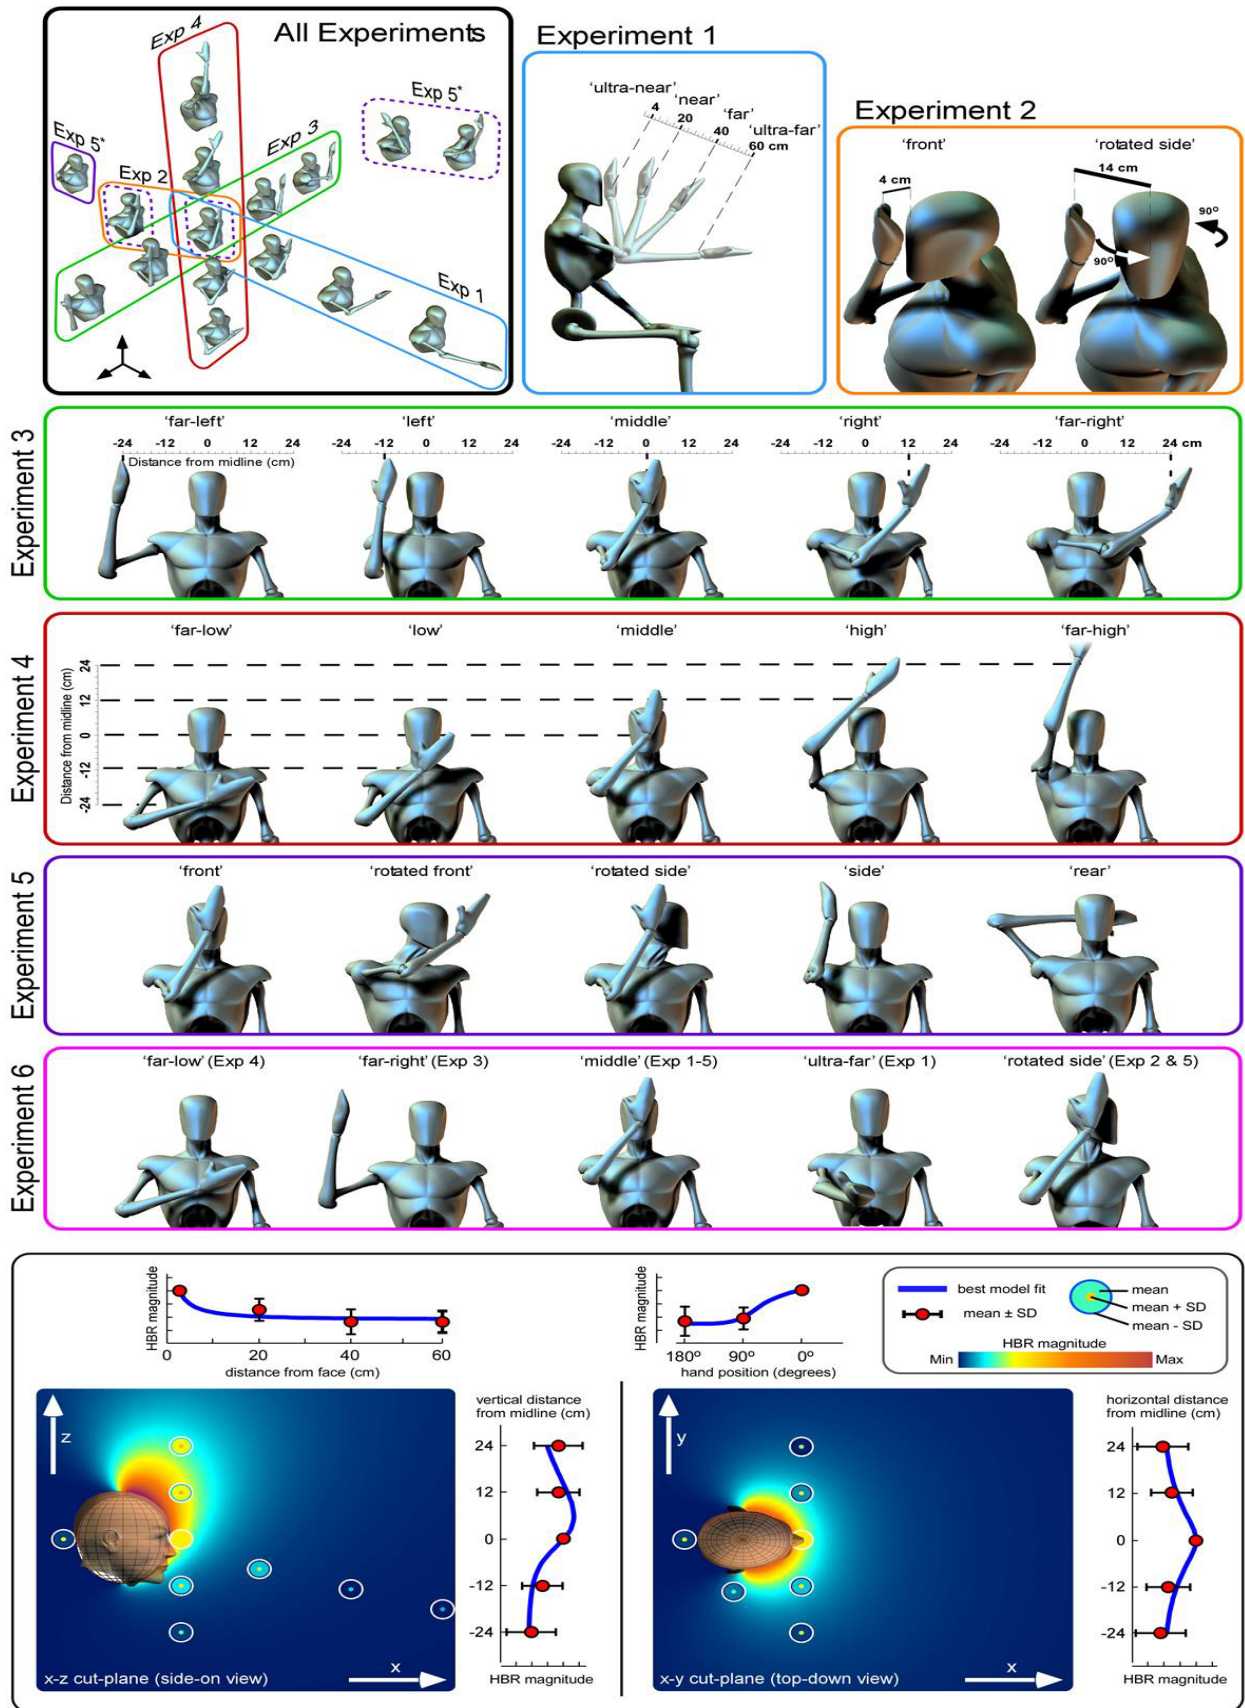 All Experiments
Exp 4
Exp 5*
Exp 3
Exp 5*
Exp 2
Exp 1
Experiment 1
'ultra-near'
4
'near'
20
'far'
40
'ultra-far'
60 cm
Experiment 2
'front' 'rotated side'
4 cm 14 cm
90º
90º
Experiment 3
'far-left' 'left' 'middle' 'right' 'far-right'
-24 -12 0 12 24 -24 -12 0 12 24 -24 -12 0 12 24 -24 -12 0 12 24 -24 -12 0 12 24 cm
Distance from midline (cm)
Experiment 4
'far-low' 'low' 'middle' 'high' 'far-high'
Distance from midline (cm)
24
12
0
-12
-24
Experiment 5
'front' 'rotated front' 'rotated side' 'side' 'rear'
Experiment 6
'far-low' (Exp 4) 'far-right' (Exp 3) 'middle' (Exp 1-5) 'ultra-far' (Exp 1) 'rotated side' (Exp 2 & 5)
HBR magnitude
0 20 40 60
distance from face (cm)
HBR magnitude
180º 90º 0º
hand position (degrees)
best model fit
mean ± SD
mean
mean + SD
mean - SD
HBR magnitude
Min Max
z
x-z cut-plane (side-on view) x
vertical distance
from midline (cm)
24
12
0
-12
-24
HBR magnitude
y
x-y cut-plane (top-down view) x
horizontal distance
from midline (cm)
24
12
0
-12
-24
HBR magnitude